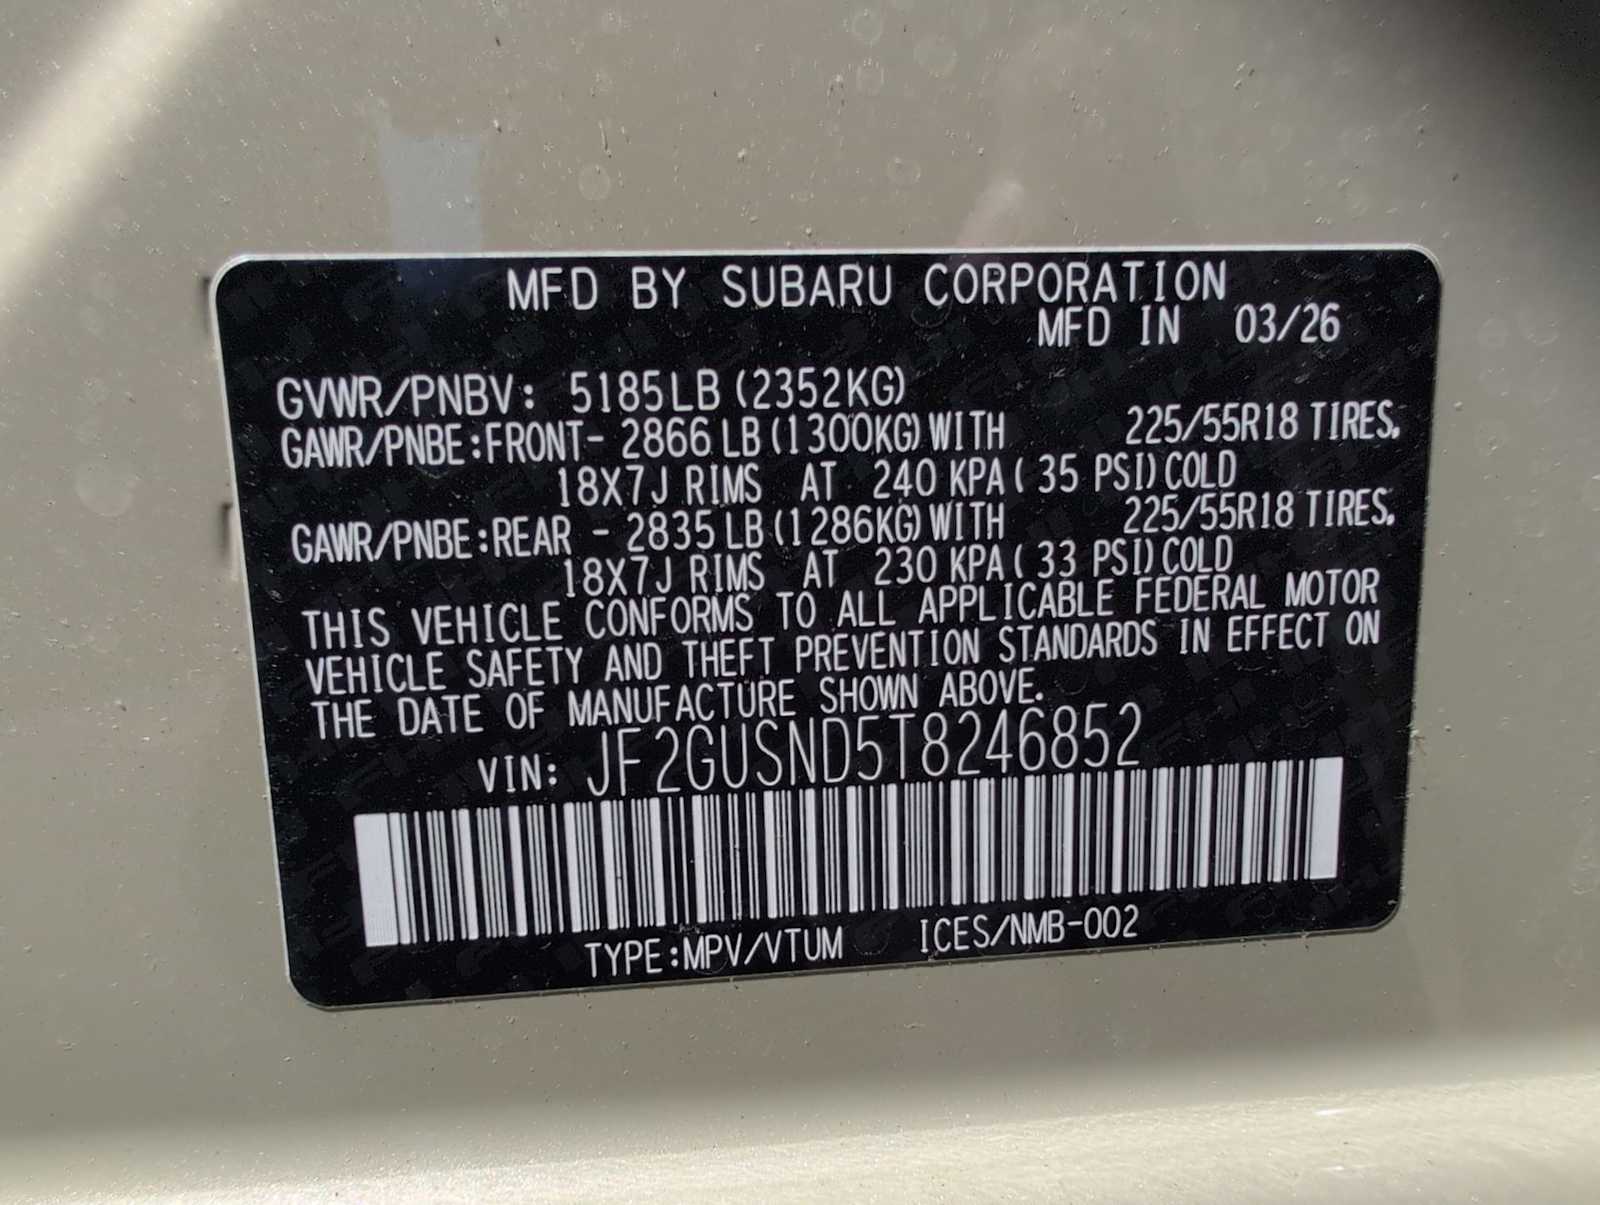 MFD BY SUBARU CORPORATION
MFD IN 03/26
GVWR/PNBV: 5185LB (2352KG)
GAWR/PNBE:FRONT- 2866 LB (1300KG) WITH 225/55R18 TIRES,
18X7J RIMS AT 240 KPA ( 35 PSI) COLD
GAWR/PNBE:REAR - 2835 LB (1286KG) WITH 225/55R18 TIRES,
18X7J RIMS AT 230 KPA ( 33 PSI) COLD
THIS VEHICLE CONFORMS TO ALL APPLICABLE FEDERAL MOTOR
VEHICLE SAFETY AND THEFT PREVENTION STANDARDS IN EFFECT ON
THE DATE OF MANUFACTURE SHOWN ABOVE.
VIN: JF2GUSND5T8246852
TYPE:MPV/VTUM ICES/NMB-002